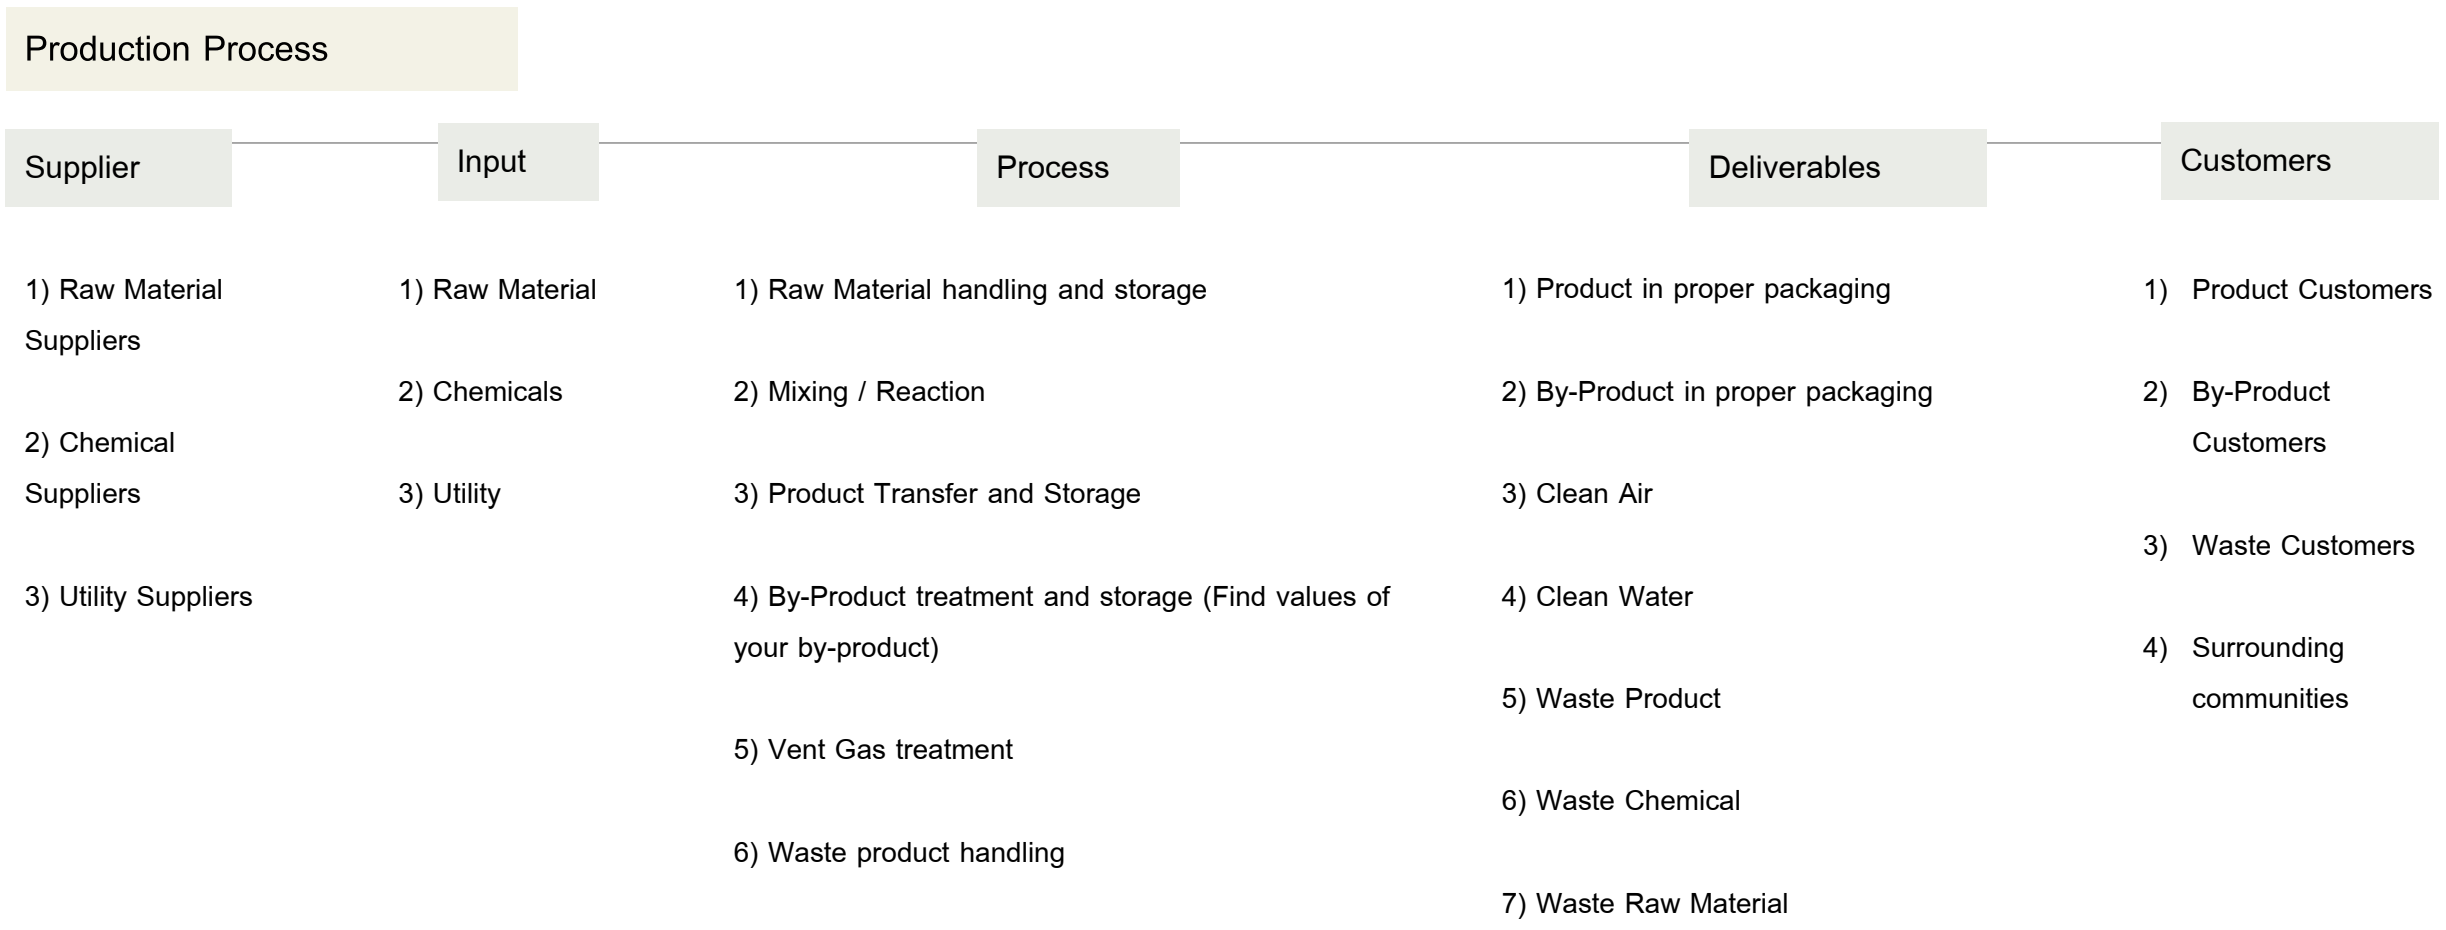 Production Process
Supplier
Input
Process
Deliverables
Customers
1) Raw Material
Suppliers
2) Chemical
Suppliers
3) Utility Suppliers
1) Raw Material
2) Chemicals
3) Utility
1) Raw Material handling and storage
2) Mixing / Reaction
3) Product Transfer and Storage
4) By-Product treatment and storage (Find values of
your by-product)
5) Vent Gas treatment
6) Waste product handling
1) Product in proper packaging
2) By-Product in proper packaging
3) Clean Air
4) Clean Water
5) Waste Product
6) Waste Chemical
7) Waste Raw Material
1) Product Customers
2) By-Product
Customers
3) Waste Customers
4) Surrounding
communities